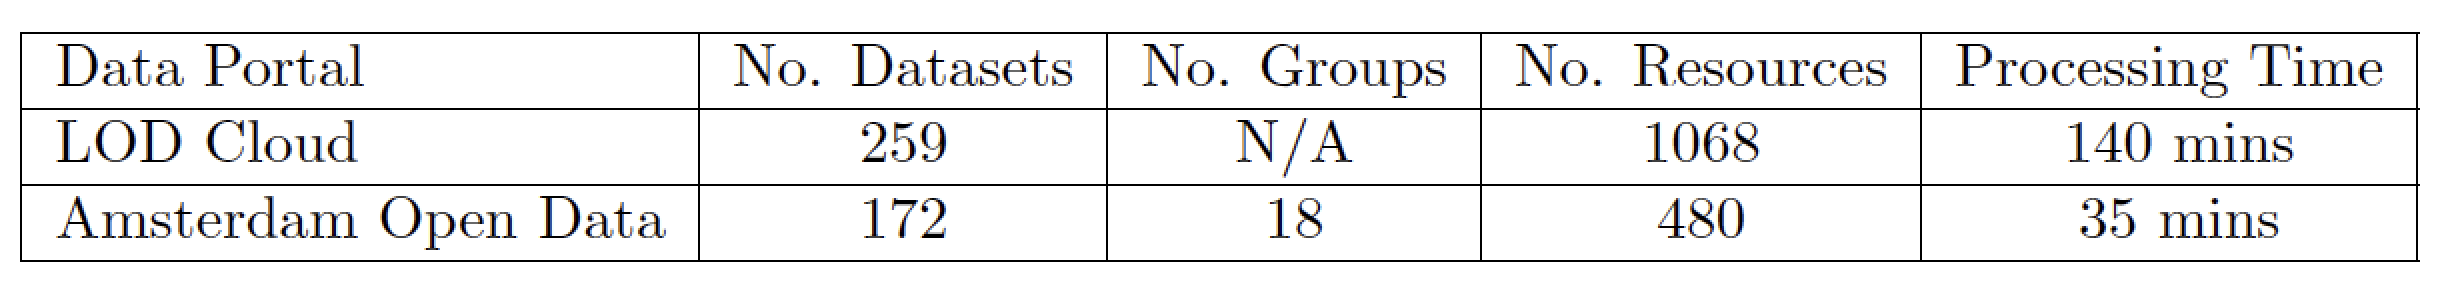 Data Portal No. Datasets No. Groups No. Resources Processing Time
LOD Cloud 259 N/A 1068 140 mins
Amsterdam Open Data 172 18 480 35 mins